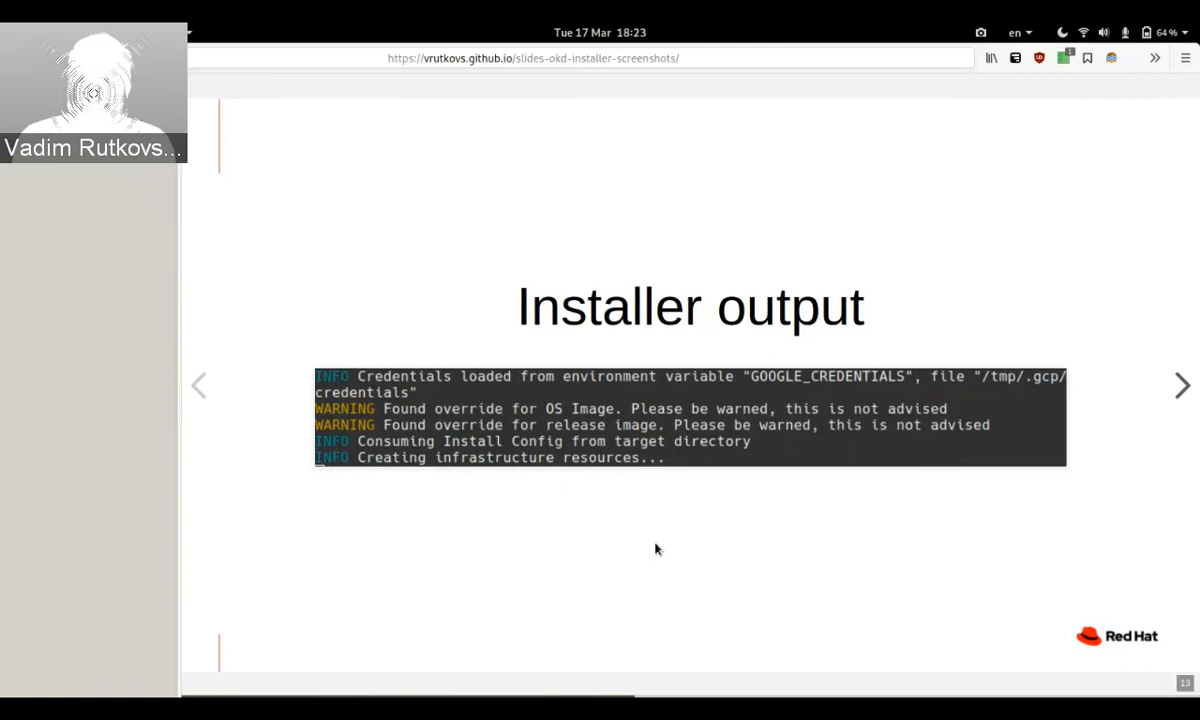 Tue 17 Mar 18:23
en
64 %
https://vrutkovs.github.io/slides-okd-installer-screenshots/
1
Vadim Rutkovs...
Installer output
INFO Credentials loaded from environment variable "GOOGLE_CREDENTIALS", file "/tmp/.gcp/
credentials"
WARNING Found override for OS Image. Please be warned, this is not advised
WARNING Found override for release image. Please be warned, this is not advised
INFO Consuming Install Config from target directory
INFO Creating infrastructure resources...
Red Hat
13